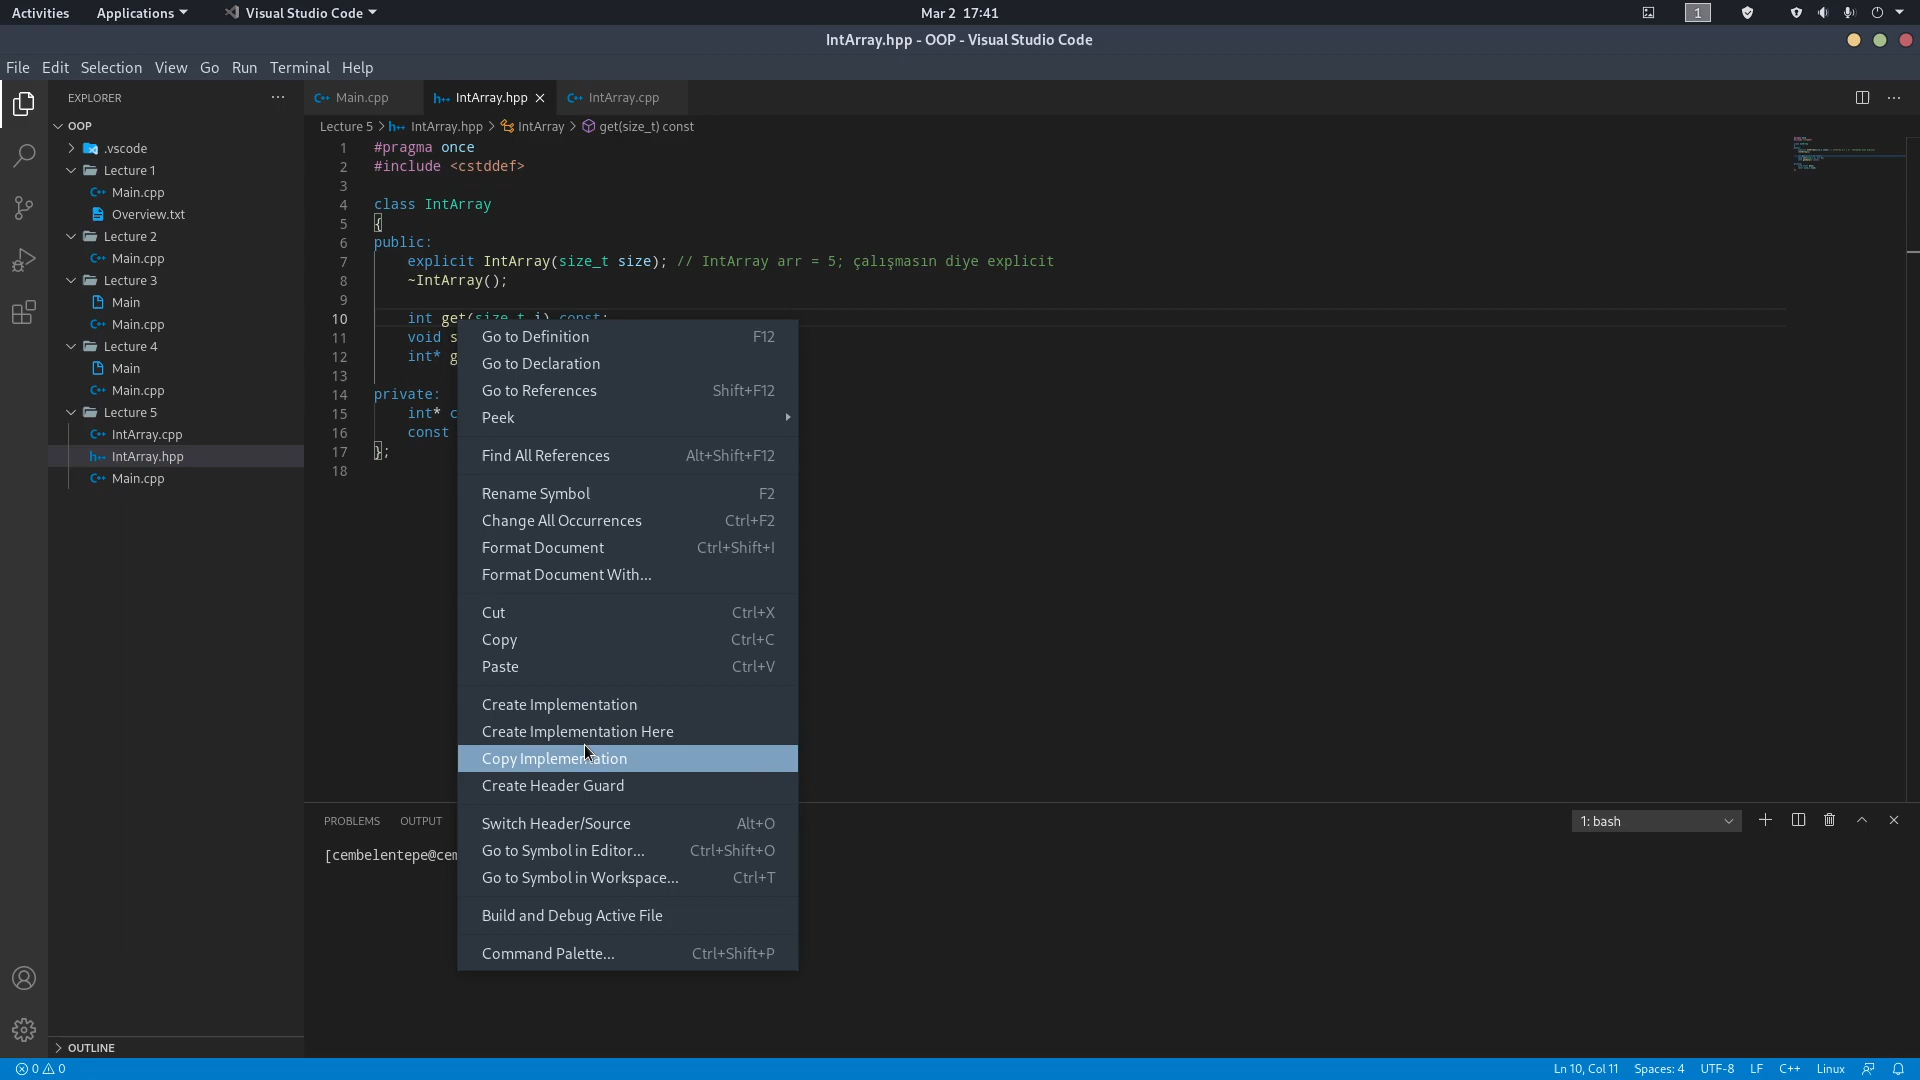 Activities Applications Visual Studio Code Mar 2 17:41 1
IntArray.hpp - OOP - Visual Studio Code
File Edit Selection View Go Run Terminal Help
EXPLORER
OOP
.vscode
Lecture 1
Main.cpp
Overview.txt
Lecture 2
Main.cpp
Lecture 3
Main
Main.cpp
Lecture 4
Main
Main.cpp
Lecture 5
IntArray.cpp
IntArray.hpp
Main.cpp
OUTLINE
Main.cpp IntArray.hpp IntArray.cpp
Lecture 5 > IntArray.hpp > IntArray > get(size_t) const
1 #pragma once
2 #include <cstddef>
3
4 class IntArray
5 {
6 public:
7 explicit IntArray(size_t size); // IntArray arr = 5; çalışmasın diye explicit
8 ~IntArray();
9
10 int get(size_t i) const;
11 void s
12 int* g
13
14 private:
15 int* c
16 const
17 };
18
Go to Definition F12
Go to Declaration
Go to References Shift+F12
Peek
Find All References Alt+Shift+F12
Rename Symbol F2
Change All Occurrences Ctrl+F2
Format Document Ctrl+Shift+I
Format Document With...
Cut Ctrl+X
Copy Ctrl+C
Paste Ctrl+V
Create Implementation
Create Implementation Here
Copy Implementation
Create Header Guard
Switch Header/Source Alt+O
Go to Symbol in Editor... Ctrl+Shift+O
Go to Symbol in Workspace... Ctrl+T
Build and Debug Active File
Command Palette... Ctrl+Shift+P
PROBLEMS OUTPUT 1: bash
[cembelentepe@cem
0 0 Ln 10, Col 11 Spaces: 4 UTF-8 LF C++ Linux